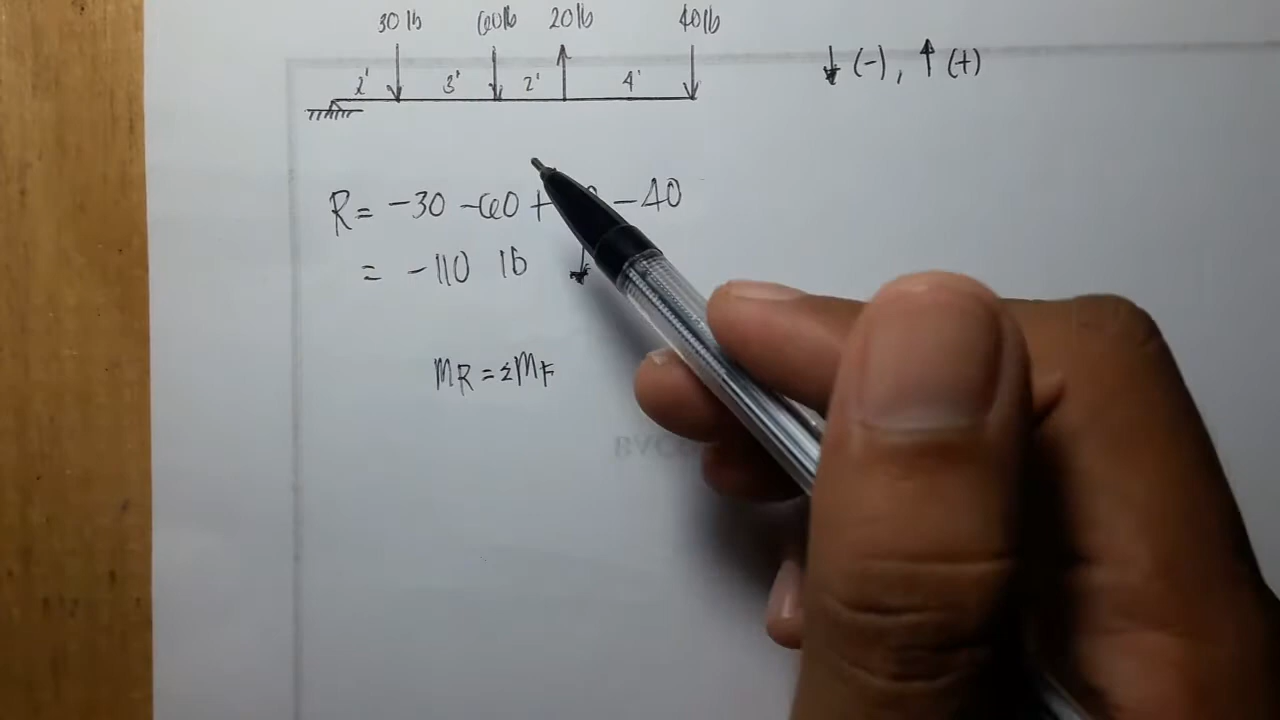 30 lb 60 lb 20 lb 40 lb
2' 3' 2' 4' ↓ (-), ↑ (+)
R = -30 -60 + - 40
= -110 lb ↓
MR = ΣMF